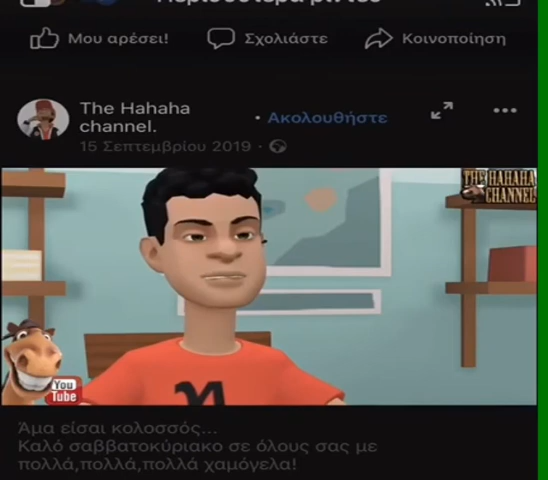 Μου αρέσει!
Σχολιάστε
Κοινοποίηση
The Hahaha channel.
• Ακολουθήστε
15 Σεπτεμβρίου 2019 ·
THE HAHAHA
CHANNEL
You
Tube
Άμα είσαι κολοσσός...
Καλό σαββατοκύριακο σε όλους σας με
πολλά,πολλά,πολλά χαμόγελα!